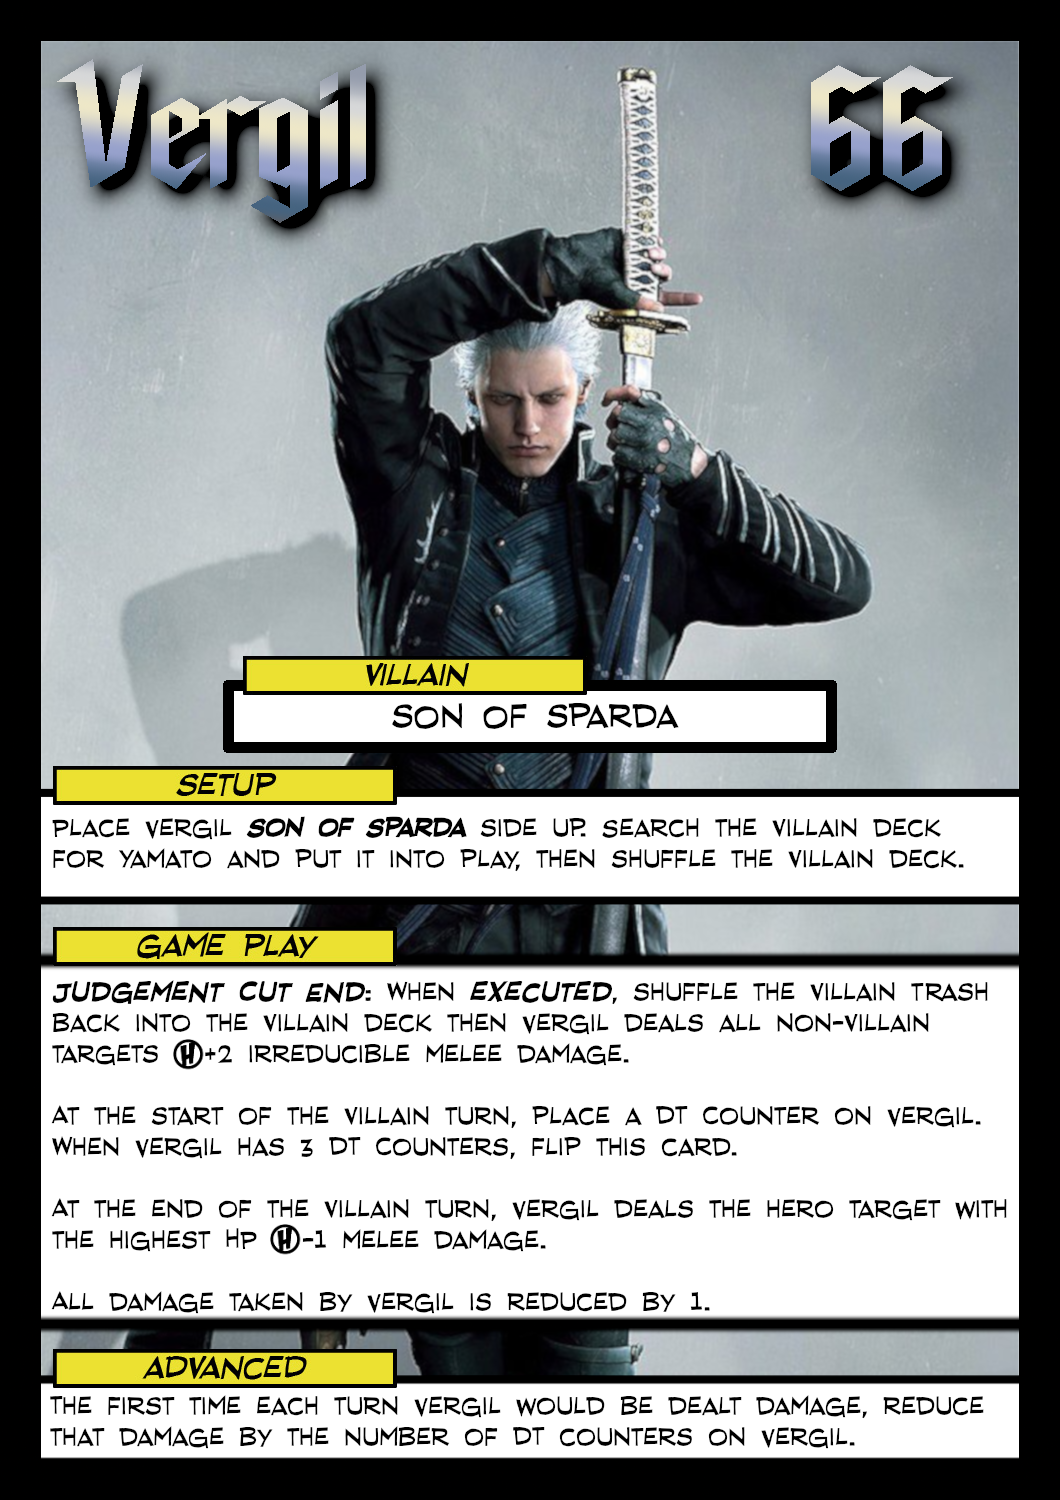 Vergil 66
VILLAIN
SON OF SPARDA
SETUP
PLACE VERGIL SON OF SPARDA SIDE UP. SEARCH THE VILLAIN DECK
FOR YAMATO AND PUT IT INTO PLAY, THEN SHUFFLE THE VILLAIN DECK.
GAME PLAY
JUDGEMENT CUT END: WHEN EXECUTED, SHUFFLE THE VILLAIN TRASH
BACK INTO THE VILLAIN DECK THEN VERGIL DEALS ALL NON-VILLAIN
TARGETS H+2 IRREDUCIBLE MELEE DAMAGE.
AT THE START OF THE VILLAIN TURN, PLACE A DT COUNTER ON VERGIL.
WHEN VERGIL HAS 3 DT COUNTERS, FLIP THIS CARD.
AT THE END OF THE VILLAIN TURN, VERGIL DEALS THE HERO TARGET WITH
THE HIGHEST HP H-1 MELEE DAMAGE.
ALL DAMAGE TAKEN BY VERGIL IS REDUCED BY 1.
ADVANCED
THE FIRST TIME EACH TURN VERGIL WOULD BE DEALT DAMAGE, REDUCE
THAT DAMAGE BY THE NUMBER OF DT COUNTERS ON VERGIL.